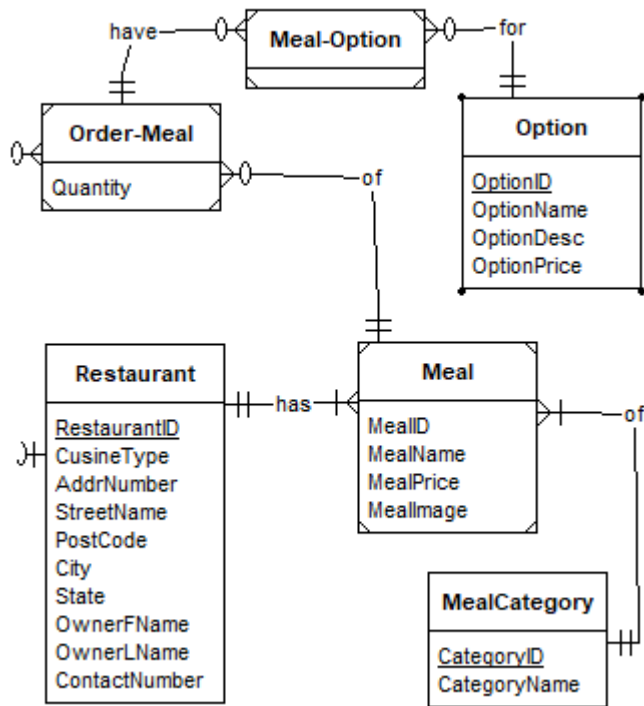 have
Meal-Option
for
Order-Meal
Quantity
Option
OptionID
OptionName
OptionDesc
OptionPrice
of
Restaurant
RestaurantID
CusineType
AddrNumber
StreetName
PostCode
City
State
OwnerFName
OwnerLName
ContactNumber
has
Meal
MealID
MealName
MealPrice
MealImage
of
MealCategory
CategoryID
CategoryName